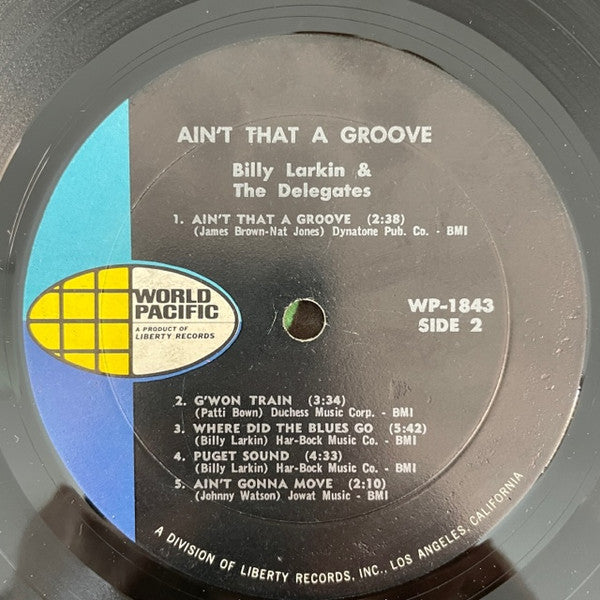 AIN'T THAT A GROOVE
Billy Larkin &
The Delegates
1. AIN'T THAT A GROOVE (2:38)
(James Brown-Nat Jones) Dynatone Pub. Co. - BMI
WORLD
PACIFIC
A PRODUCT OF
LIBERTY RECORDS
WP-1843
SIDE 2
2. G'WON TRAIN (3:34)
(Patti Bown) Duchess Music Corp. - BMI
3. WHERE DID THE BLUES GO (5:42)
(Billy Larkin) Har-Bock Music Co. - BMI
4. PUGET SOUND (4:33)
(Billy Larkin) Har-Bock Music Co. - BMI
5. AIN'T GONNA MOVE (2:10)
(Johnny Watson) Jowat Music - BMI
A DIVISION OF LIBERTY RECORDS, INC., LOS ANGELES, CALIFORNIA